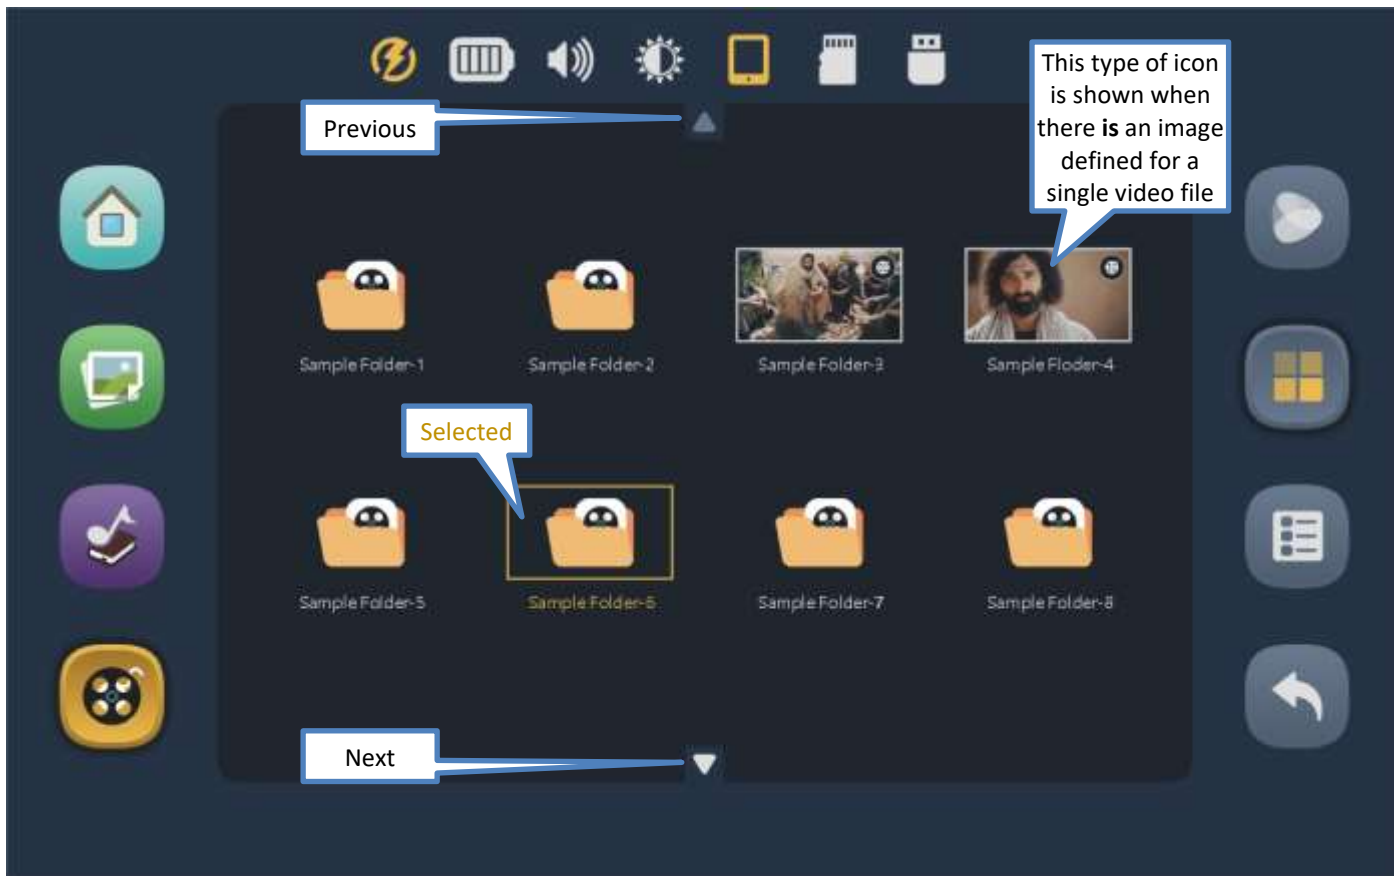 This type of icon
is shown when
there is an image
defined for a
single video file
Previous
Sample Folder-1
Sample Folder-2
Sample Folder-3
Sample Floder-4
Selected
Sample Folder-5
Sample Folder-6
Sample Folder-7
Sample Folder-8
Next